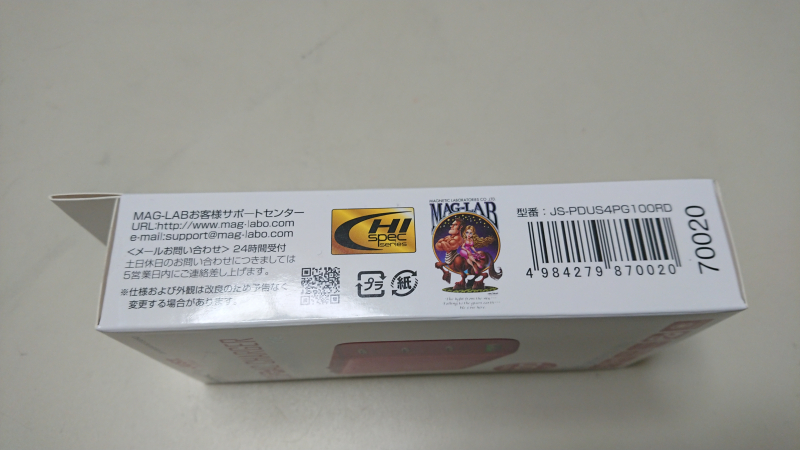 MAG-LABお客様サポートセンター
URL:http://www.mag-labo.com
e-mail:support@mag-labo.com
<メールお問い合わせ> 24時間受付
土日休日のお問い合わせにつきましては
5営業日内にご連絡差し上げます。
※仕様および外観は改良のため予告なく
変更する場合があります。
HI
spec
series
プラ
紙
MAGNETIC LABORATORIES CO., LTD.
MAG-LAB
型番：JS-PDUS4PG100RD
4 984279 870020
70020